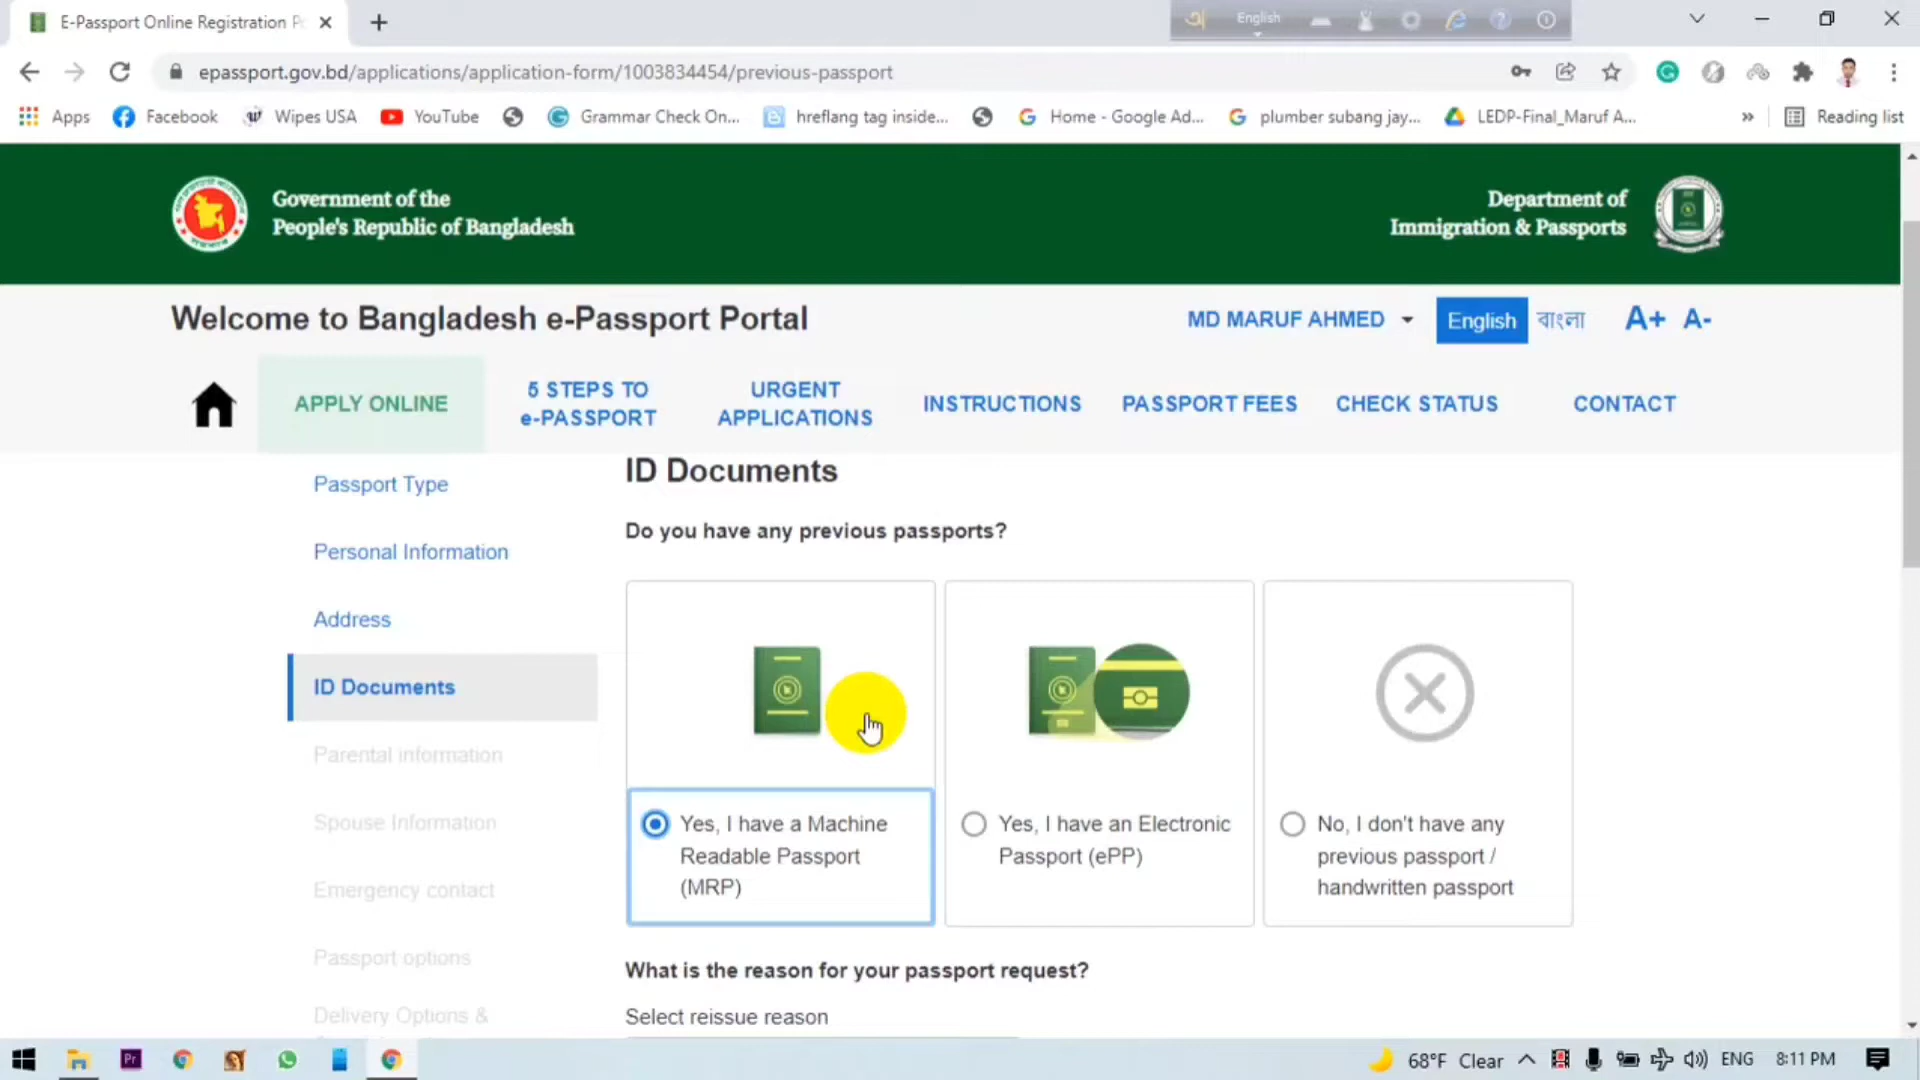 E-Passport Online Registration
English
epassport.gov.bd/applications/application-form/1003834454/previous-passport
Apps
Facebook
Wipes USA
YouTube
Grammar Check On...
hreflang tag inside...
Home - Google Ad...
plumber subang jay...
LEDP-Final_Maruf A...
»
Reading list
Government of the
People's Republic of Bangladesh
Department of
Immigration & Passports
Welcome to Bangladesh e-Passport Portal
MD MARUF AHMED
English
বাংলা
A+
A-
APPLY ONLINE
5 STEPS TO
e-PASSPORT
URGENT
APPLICATIONS
INSTRUCTIONS
PASSPORT FEES
CHECK STATUS
CONTACT
Passport Type
Personal Information
Address
ID Documents
Parental information
Spouse Information
Emergency contact
Passport options
Delivery Options &
ID Documents
Do you have any previous passports?
Yes, I have a Machine
Readable Passport
(MRP)
Yes, I have an Electronic
Passport (ePP)
No, I don't have any
previous passport /
handwritten passport
What is the reason for your passport request?
Select reissue reason
Pr
68°F Clear
ENG
8:11 PM